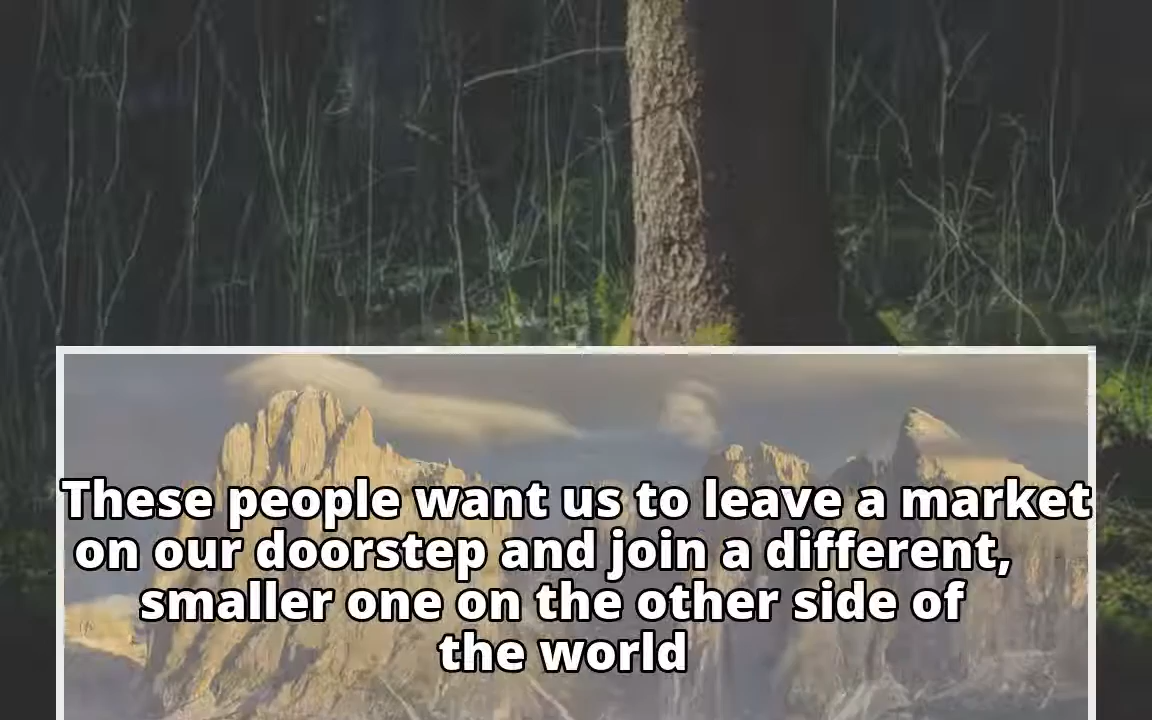 These people want us to leave a market
on our doorstep and join a different,
smaller one on the other side of
the world